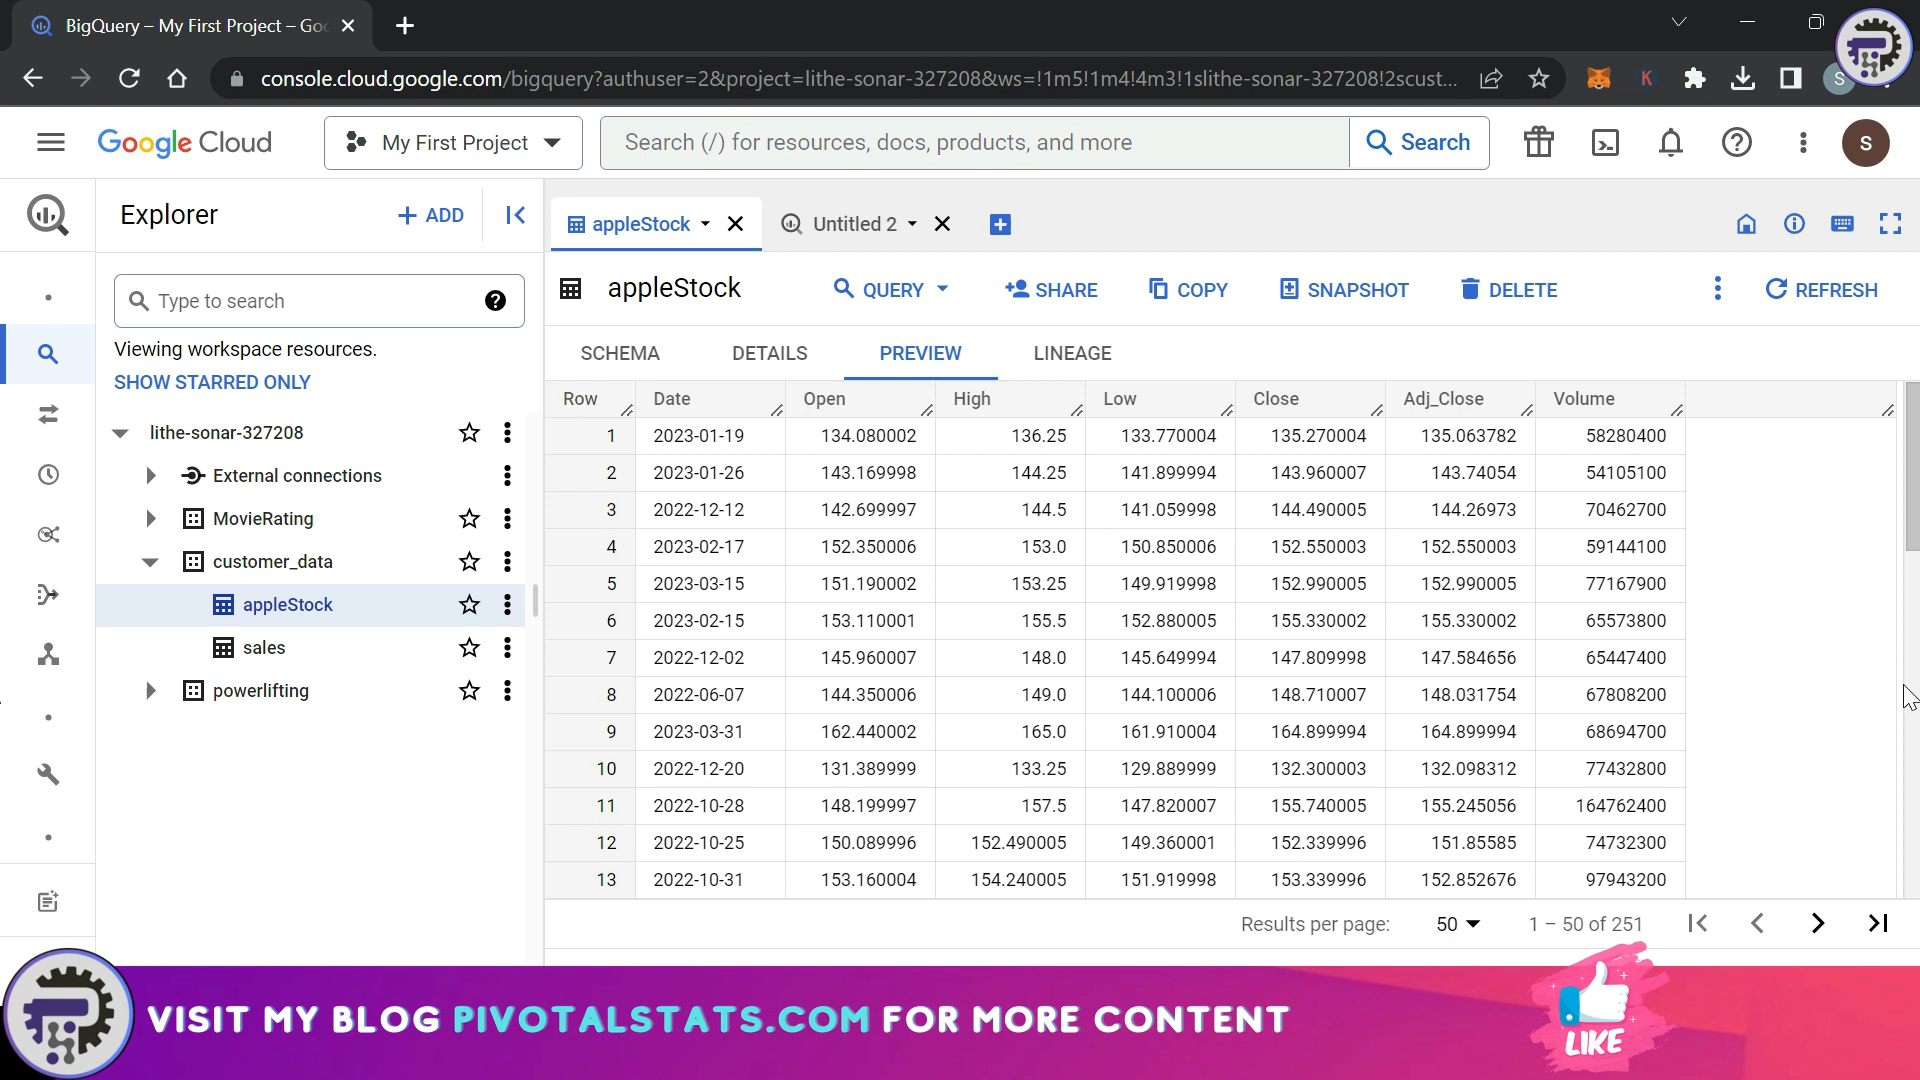 BigQuery – My First Project – Go
console.cloud.google.com/bigquery?authuser=2&project=lithe-sonar-327208&ws=!1m5!1m4!4m3!1slithe-sonar-327208!2scust...
K
S
Google Cloud
My First Project
Search (/) for resources, docs, products, and more
Search
S
Explorer
+ ADD
appleStock
Untitled 2
Type to search
appleStock
QUERY
SHARE
COPY
SNAPSHOT
DELETE
REFRESH
Viewing workspace resources.
SHOW STARRED ONLY
SCHEMA
DETAILS
PREVIEW
LINEAGE
lithe-sonar-327208
External connections
MovieRating
customer_data
appleStock
sales
powerlifting
Row Date Open High Low Close Adj_Close Volume
1 2023-01-19 134.080002 136.25 133.770004 135.270004 135.063782 58280400
2 2023-01-26 143.169998 144.25 141.899994 143.960007 143.74054 54105100
3 2022-12-12 142.699997 144.5 141.059998 144.490005 144.26973 70462700
4 2023-02-17 152.350006 153.0 150.850006 152.550003 152.550003 59144100
5 2023-03-15 151.190002 153.25 149.919998 152.990005 152.990005 77167900
6 2023-02-15 153.110001 155.5 152.880005 155.330002 155.330002 65573800
7 2022-12-02 145.960007 148.0 145.649994 147.809998 147.584656 65447400
8 2022-06-07 144.350006 149.0 144.100006 148.710007 148.031754 67808200
9 2023-03-31 162.440002 165.0 161.910004 164.899994 164.899994 68694700
10 2022-12-20 131.389999 133.25 129.889999 132.300003 132.098312 77432800
11 2022-10-28 148.199997 157.5 147.820007 155.740005 155.245056 164762400
12 2022-10-25 150.089996 152.490005 149.360001 152.339996 151.85585 74732300
13 2022-10-31 153.160004 154.240005 151.919998 153.339996 152.852676 97943200
Results per page: 50 1 – 50 of 251
VISIT MY BLOG PIVOTALSTATS.COM FOR MORE CONTENT
LIKE